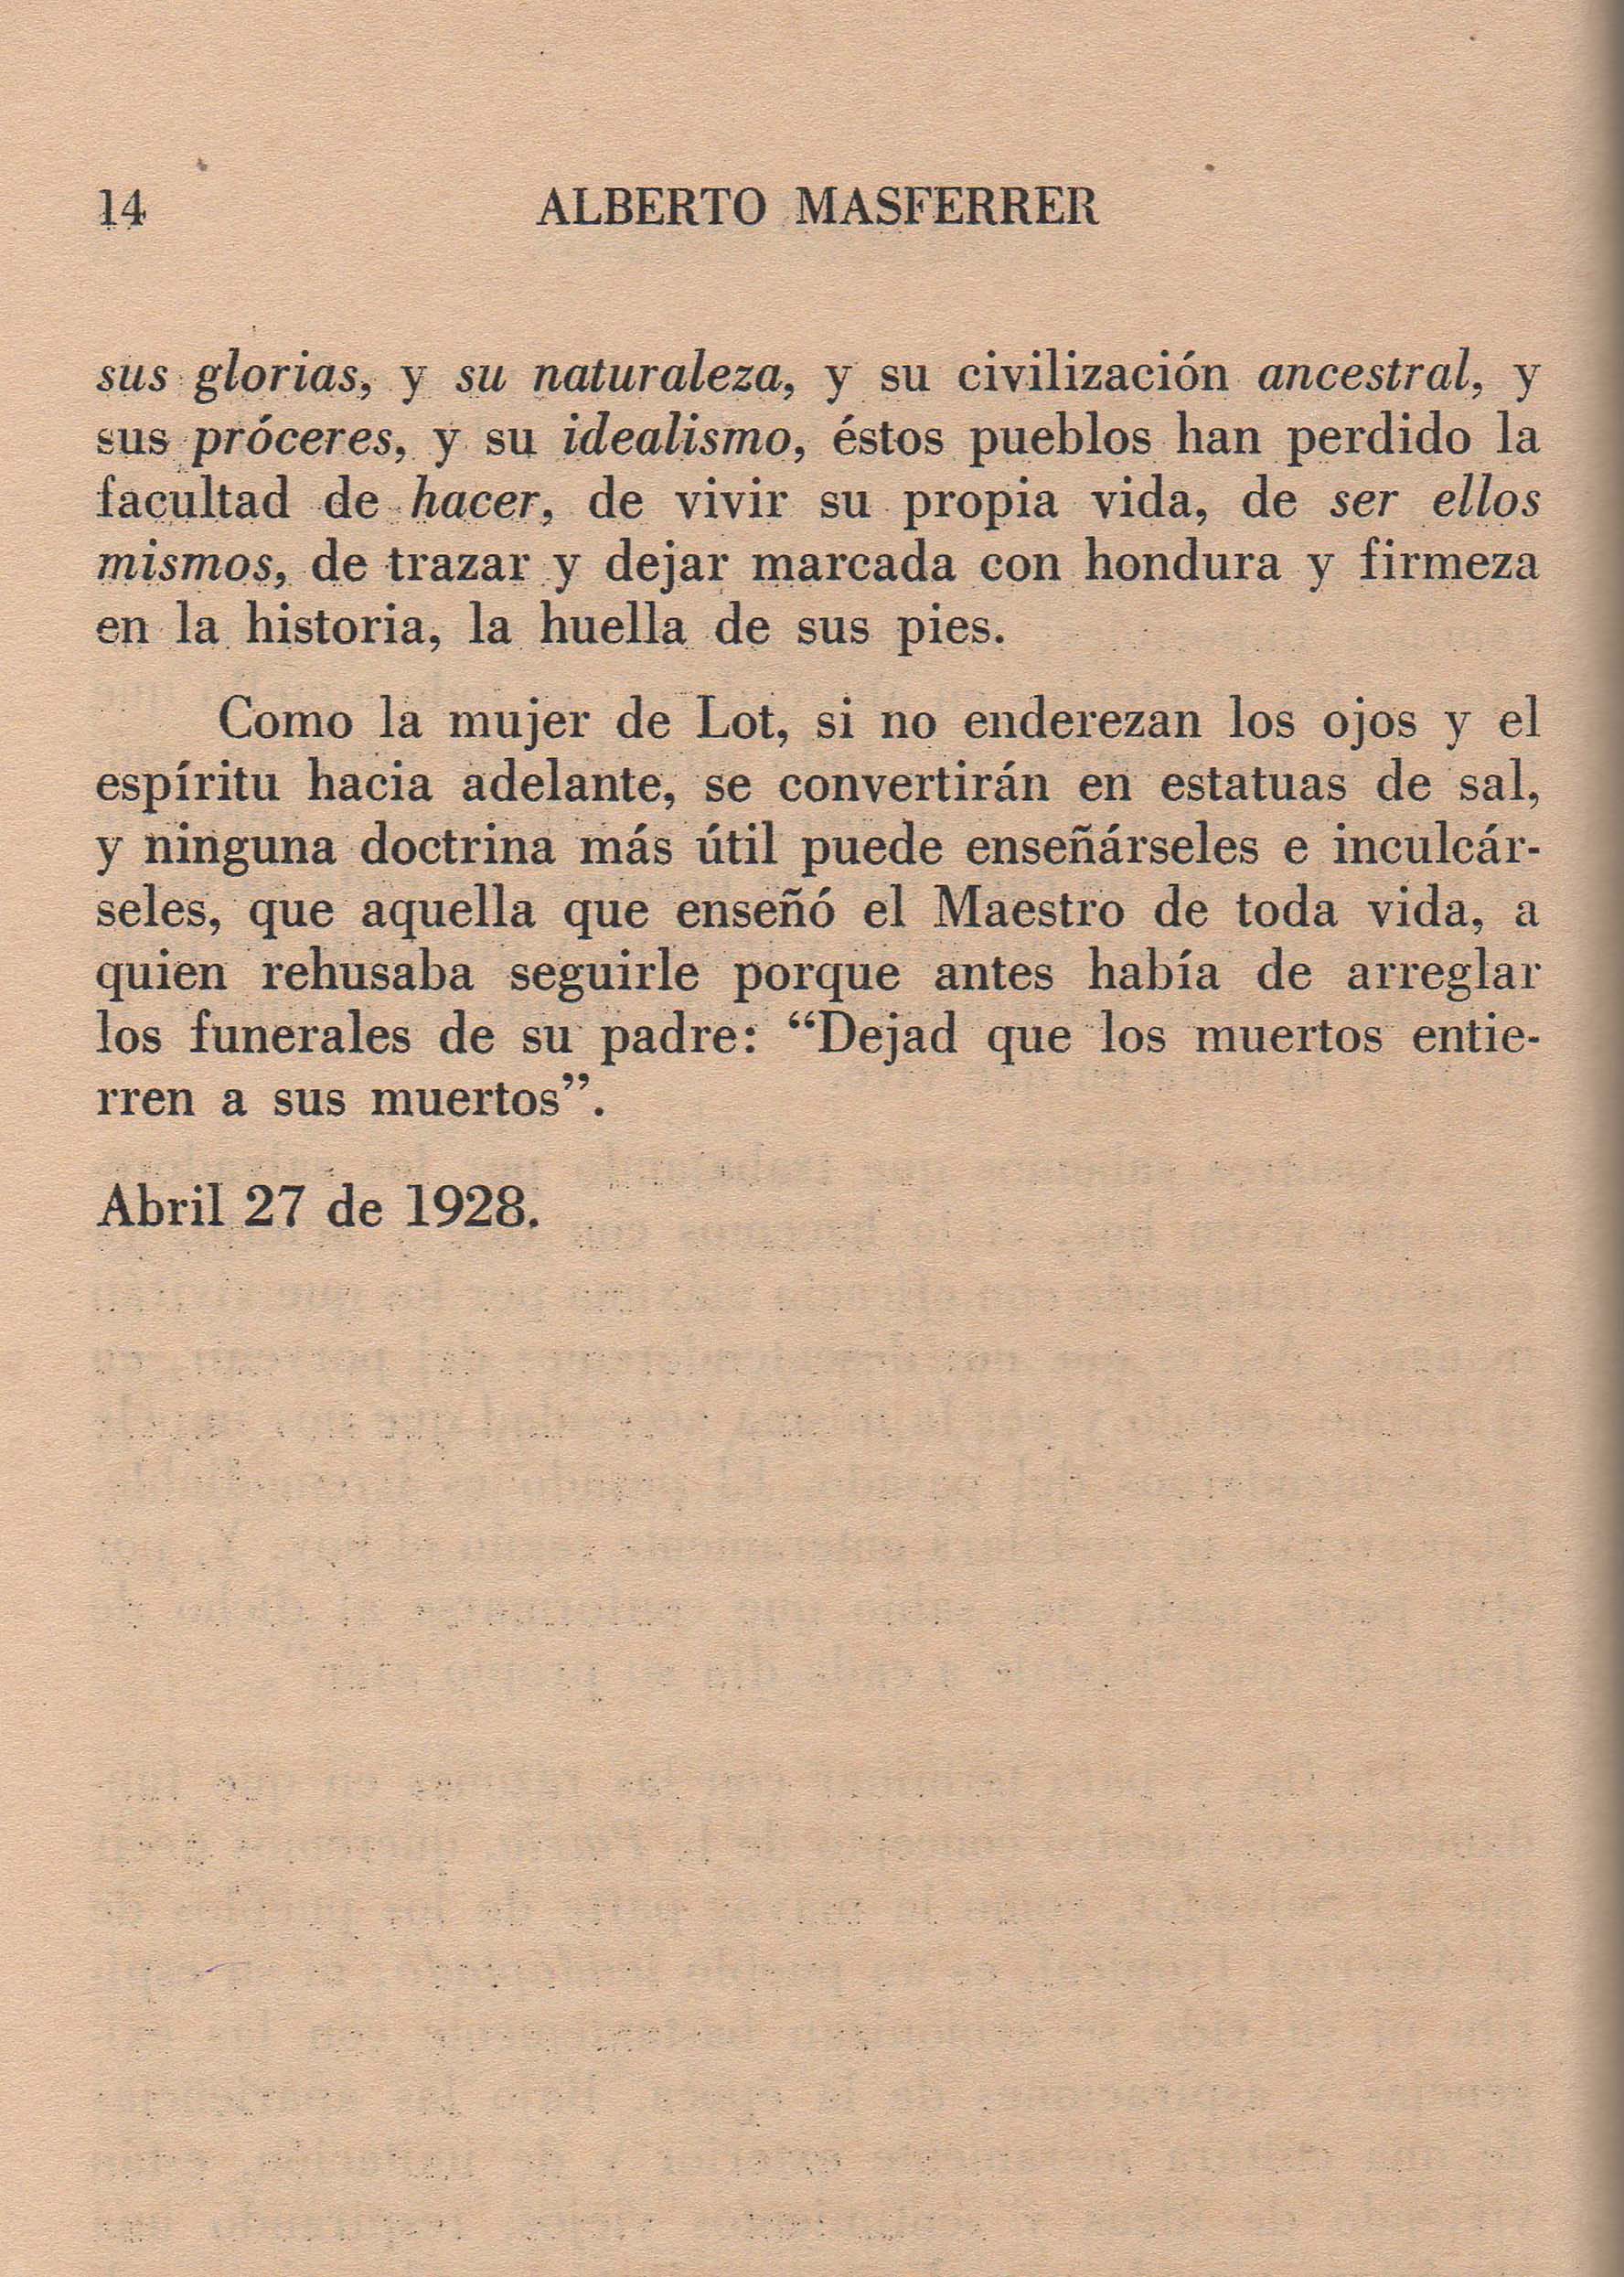 14 ALBERTO MASFERRER
sus glorias, y su naturaleza, y su civilización ancestral, y
sus próceres, y su idealismo, éstos pueblos han perdido la
facultad de hacer, de vivir su propia vida, de ser ellos
mismos, de trazar y dejar marcada con hondura y firmeza
en la historia, la huella de sus pies.
Como la mujer de Lot, si no enderezan los ojos y el
espíritu hacia adelante, se convertirán en estatuas de sal,
y ninguna doctrina más útil puede enseñárseles e inculcár-
seles, que aquella que enseñó el Maestro de toda vida, a
quien rehusaba seguirle porque antes había de arreglar
los funerales de su padre: “Dejad que los muertos entie-
rren a sus muertos”.
Abril 27 de 1928.